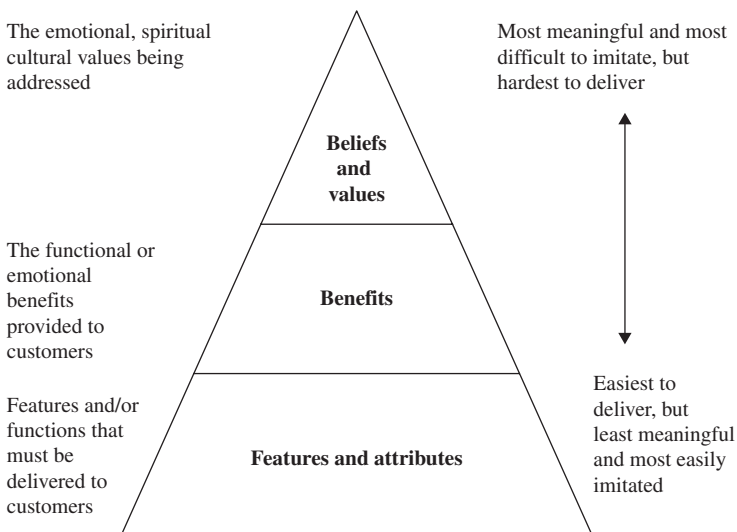 The emotional, spiritual
cultural values being
addressed
Most meaningful and most
difficult to imitate, but
hardest to deliver
Beliefs
and
values
The functional or
emotional
benefits
provided to
customers
Benefits
Features and/or
functions that
must be
delivered to
customers
Features and attributes
Easiest to
deliver, but
least meaningful
and most easily
imitated